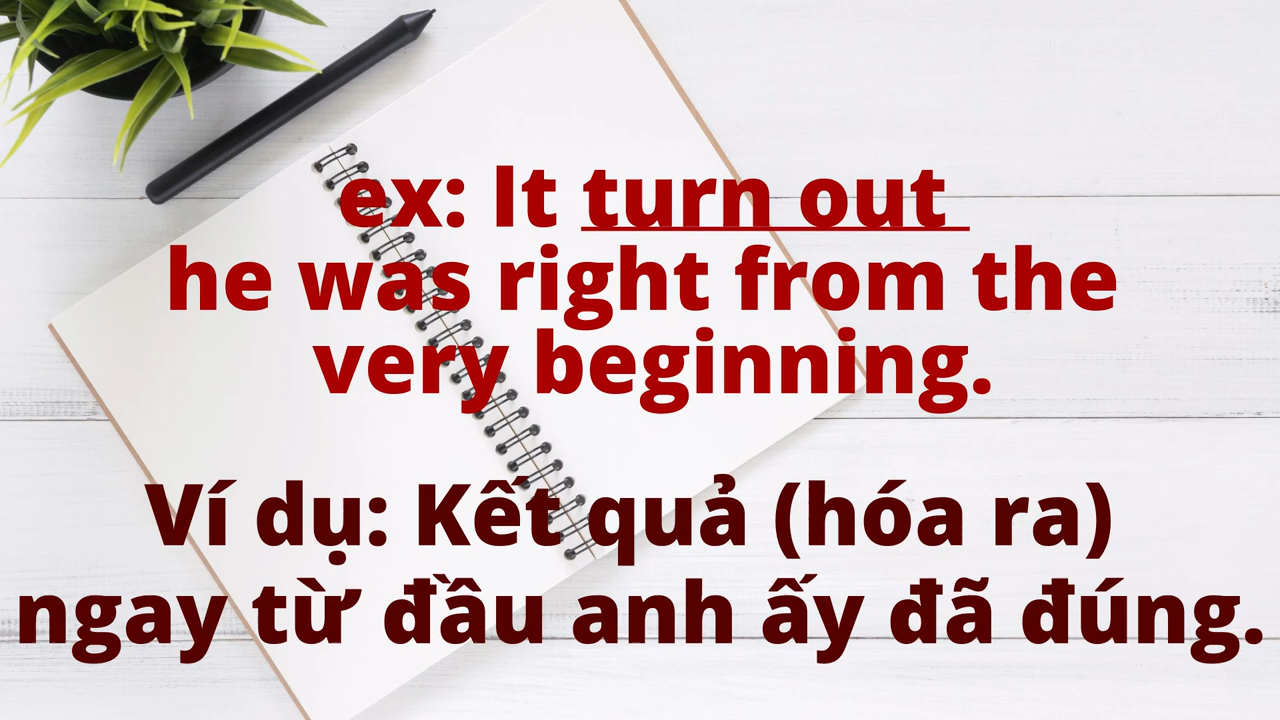 ex: It turn out
he was right from the
very beginning.
Ví dụ: Kết quả (hóa ra)
ngay từ đầu anh ấy đã đúng.